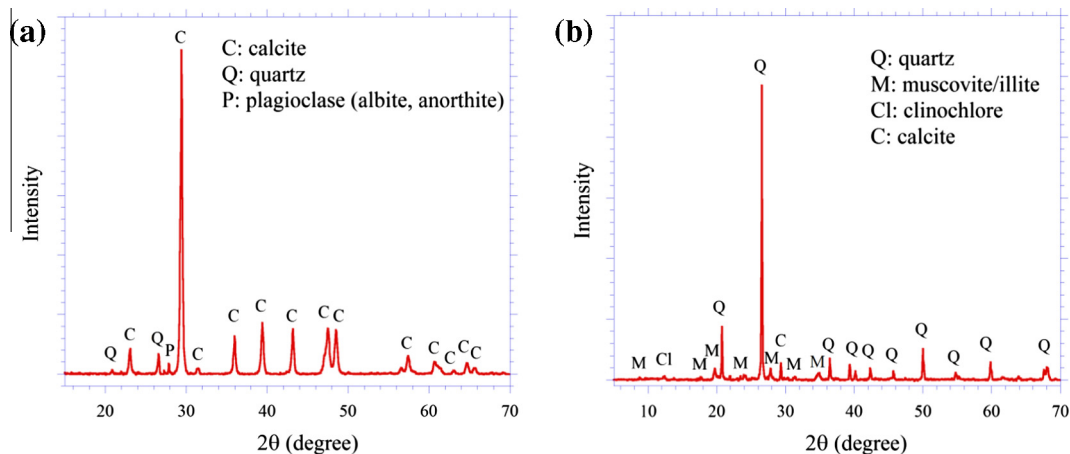 (a)
C: calcite
Q: quartz
P: plagioclase (albite, anorthite)
Intensity
Q C Q P C C C C C C C C C C C
20 30 40 50 60 70
2θ (degree)
(b)
Q: quartz
M: muscovite/illite
Cl: clinochlore
C: calcite
Intensity
M Cl M M Q M Q M C M M Q Q Q Q Q Q Q Q
10 20 30 40 50 60 70
2θ (degree)